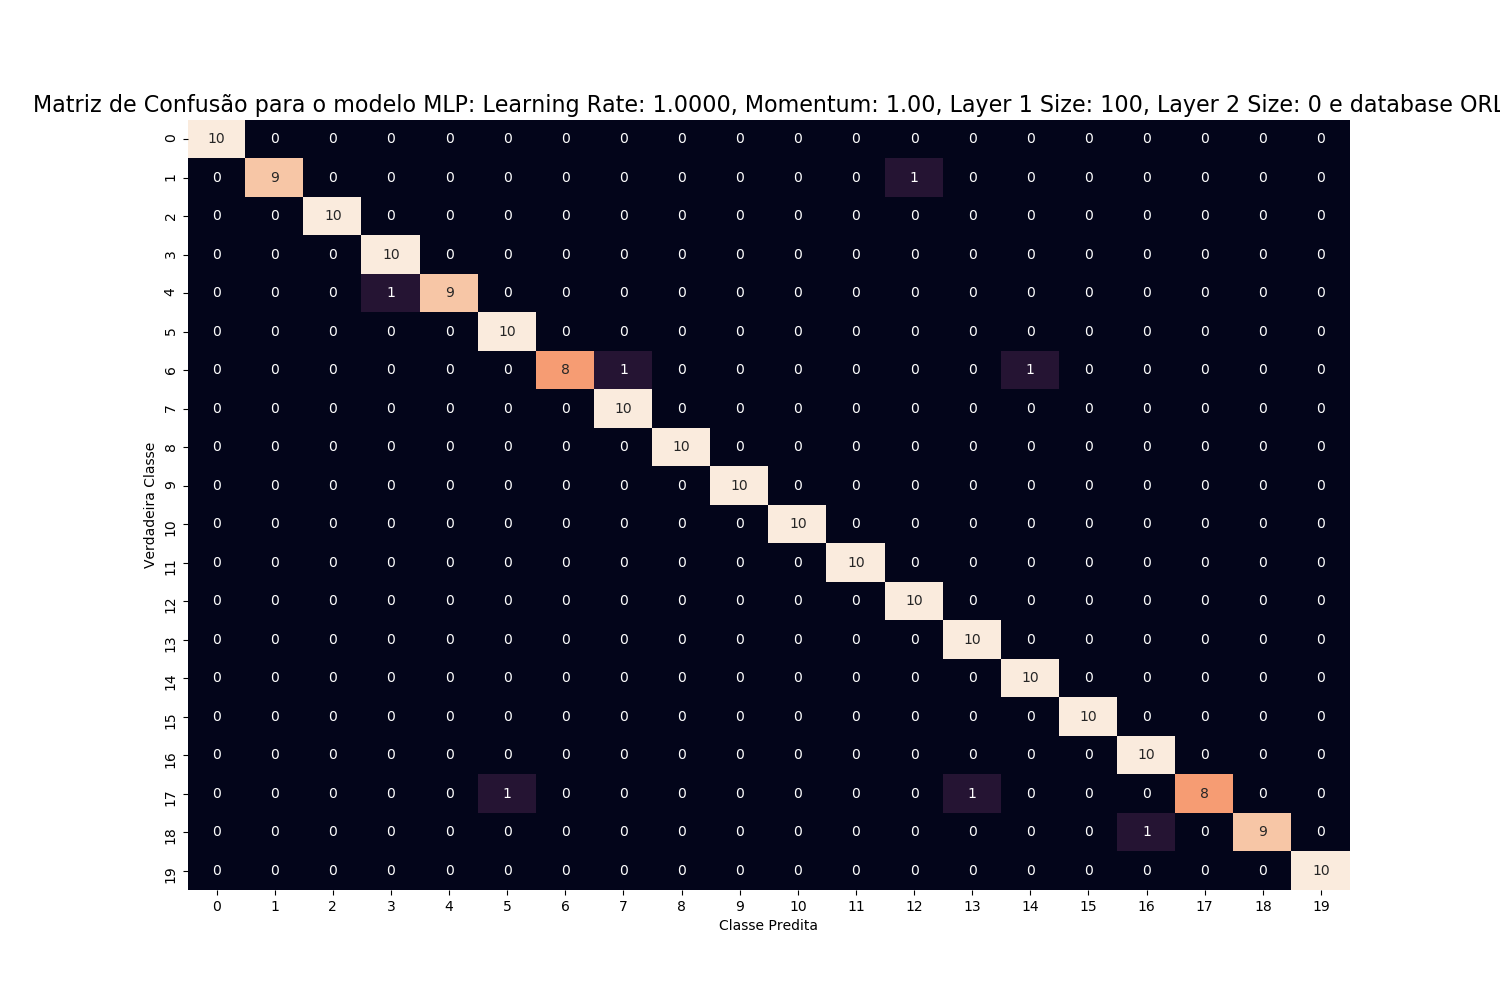 Matriz de Confusão para o modelo MLP: Learning Rate: 1.0000, Momentum: 1.00, Layer 1 Size: 100, Layer 2 Size: 0 e database ORL
0 10 0 0 0 0 0 0 0 0 0 0 0 0 0 0 0 0 0 0 0
1 0 9 0 0 0 0 0 0 0 0 0 0 1 0 0 0 0 0 0 0
2 0 0 10 0 0 0 0 0 0 0 0 0 0 0 0 0 0 0 0 0
3 0 0 0 10 0 0 0 0 0 0 0 0 0 0 0 0 0 0 0 0
4 0 0 0 1 9 0 0 0 0 0 0 0 0 0 0 0 0 0 0 0
5 0 0 0 0 0 10 0 0 0 0 0 0 0 0 0 0 0 0 0 0
6 0 0 0 0 0 0 8 1 0 0 0 0 0 0 1 0 0 0 0 0
7 0 0 0 0 0 0 0 10 0 0 0 0 0 0 0 0 0 0 0 0
8 0 0 0 0 0 0 0 0 10 0 0 0 0 0 0 0 0 0 0 0
9 0 0 0 0 0 0 0 0 0 10 0 0 0 0 0 0 0 0 0 0
10 0 0 0 0 0 0 0 0 0 0 10 0 0 0 0 0 0 0 0 0
11 0 0 0 0 0 0 0 0 0 0 0 10 0 0 0 0 0 0 0 0
12 0 0 0 0 0 0 0 0 0 0 0 0 10 0 0 0 0 0 0 0
13 0 0 0 0 0 0 0 0 0 0 0 0 0 10 0 0 0 0 0 0
14 0 0 0 0 0 0 0 0 0 0 0 0 0 0 10 0 0 0 0 0
15 0 0 0 0 0 0 0 0 0 0 0 0 0 0 0 10 0 0 0 0
16 0 0 0 0 0 0 0 0 0 0 0 0 0 0 0 0 10 0 0 0
17 0 0 0 0 0 1 0 0 0 0 0 0 0 1 0 0 0 8 0 0
18 0 0 0 0 0 0 0 0 0 0 0 0 0 0 0 0 1 0 9 0
19 0 0 0 0 0 0 0 0 0 0 0 0 0 0 0 0 0 0 0 10
0 1 2 3 4 5 6 7 8 9 10 11 12 13 14 15 16 17 18 19
Classe Predita
Verdadeira Classe